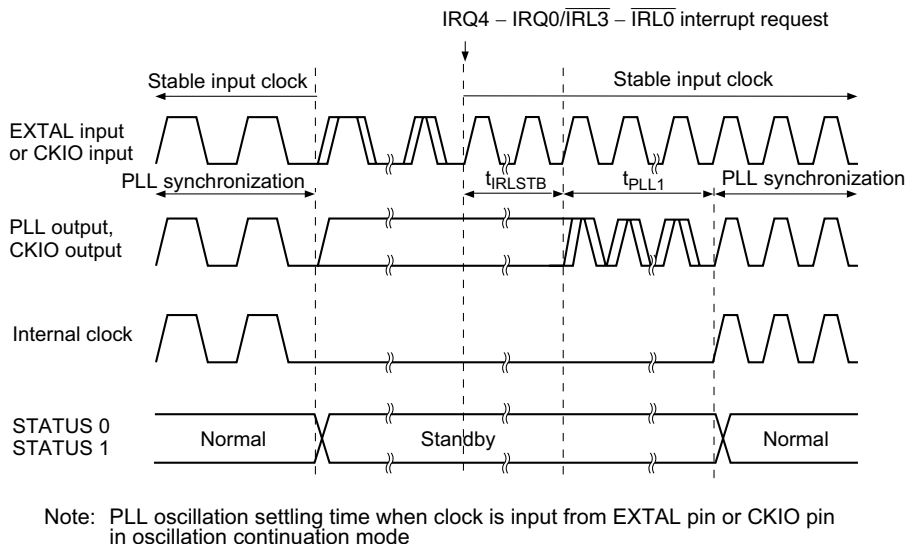 IRQ4 – IRQ0/IRL3 – IRL0 interrupt request
Stable input clock
Stable input clock
EXTAL input
or CKIO input
PLL synchronization
tIRLSTB
tPLL1
PLL synchronization
PLL output,
CKIO output
Internal clock
STATUS 0
STATUS 1
Normal
Standby
Normal
Note: PLL oscillation settling time when clock is input from EXTAL pin or CKIO pin
in oscillation continuation mode